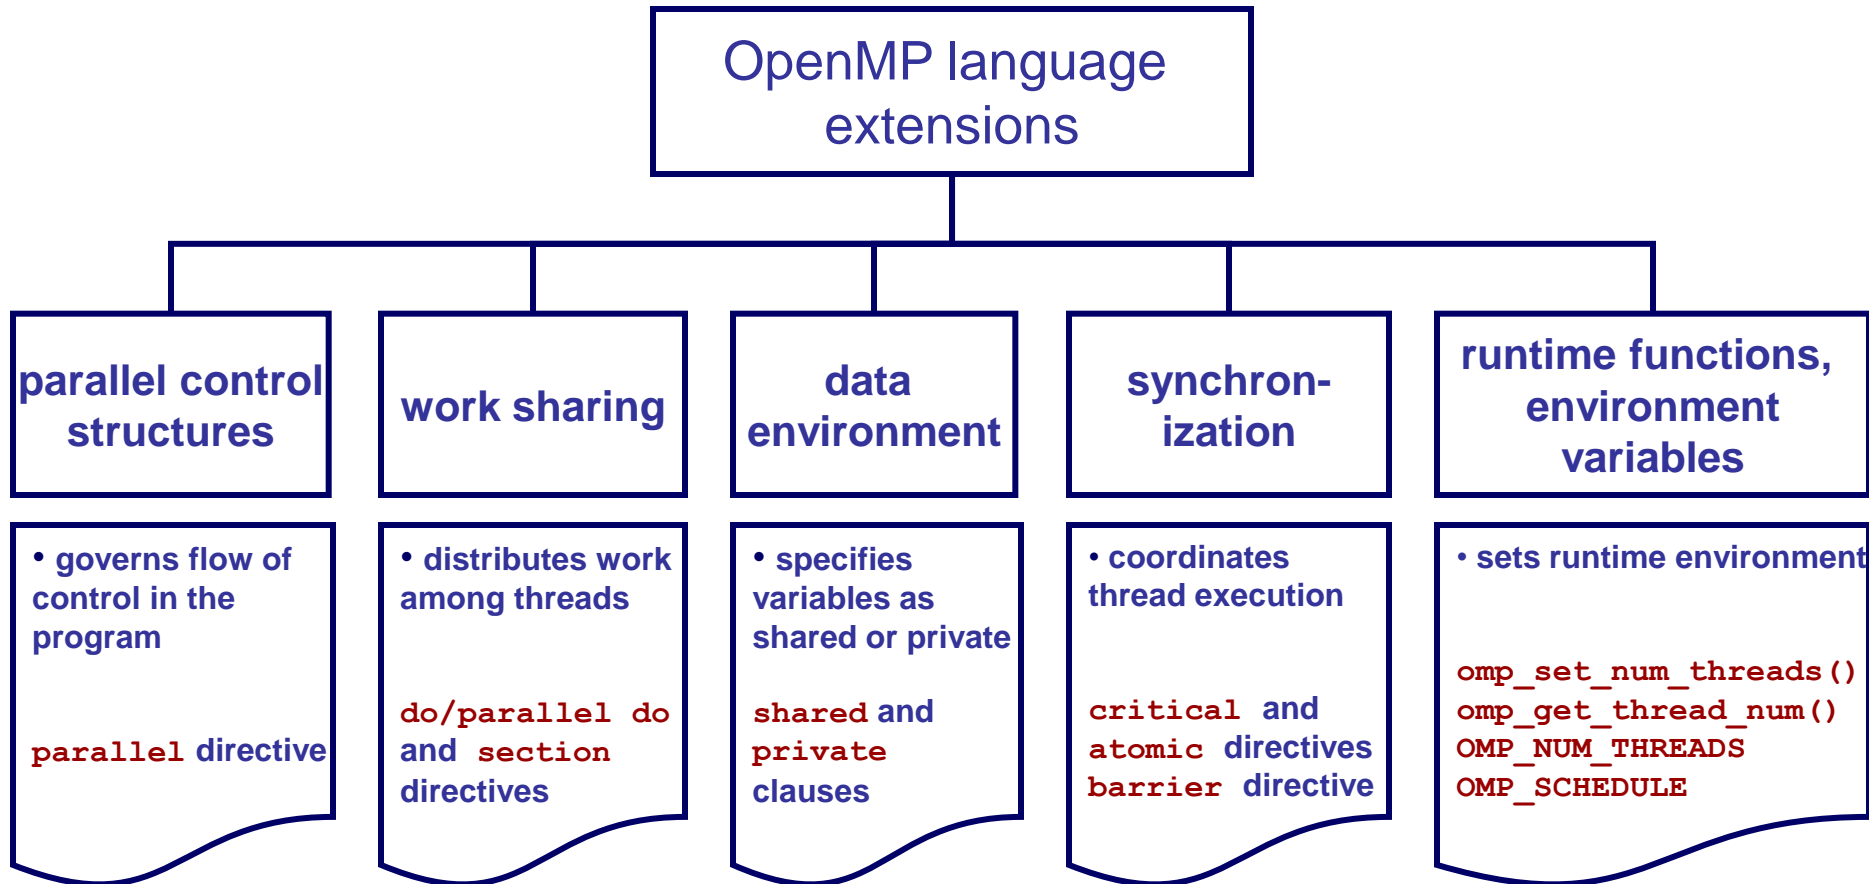 OpenMP language
extensions
parallel control
structures
work sharing
data
environment
synchron-
ization
runtime functions,
environment
variables
• governs flow of
control in the
program
parallel directive
• distributes work
among threads
do/parallel do
and section
directives
• specifies
variables as
shared or private
shared and
private
clauses
• coordinates
thread execution
critical and
atomic directives
barrier directive
• sets runtime environment
omp_set_num_threads()
omp_get_thread_num()
OMP_NUM_THREADS
OMP_SCHEDULE